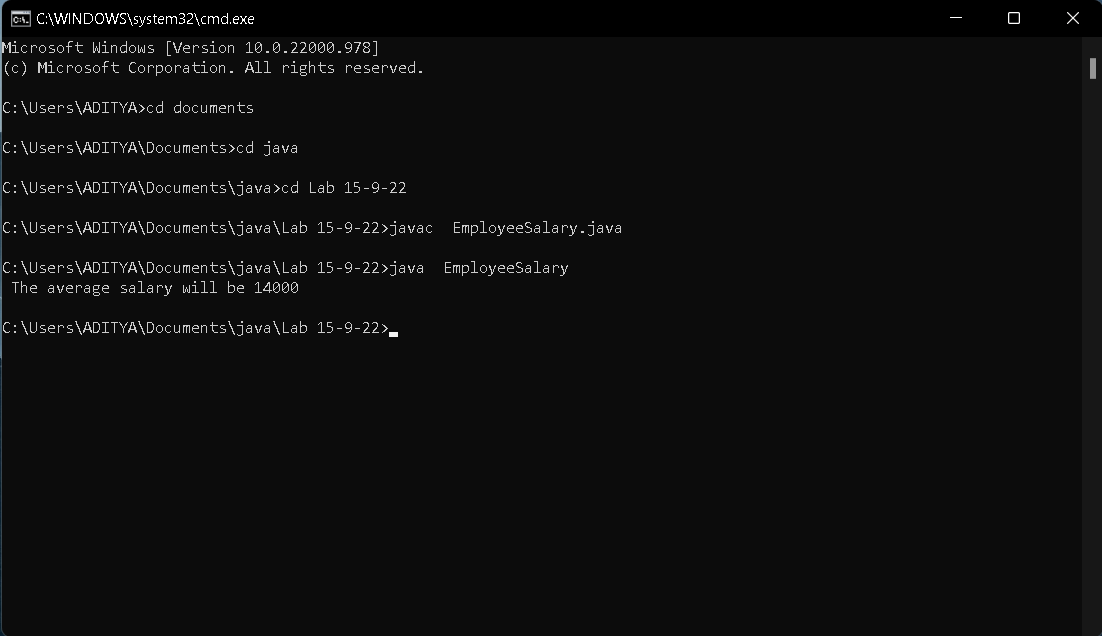 C:\WINDOWS\system32\cmd.exe
Microsoft Windows [Version 10.0.22000.978]
(c) Microsoft Corporation. All rights reserved.
C:\Users\ADITYA>cd documents
C:\Users\ADITYA\Documents>cd java
C:\Users\ADITYA\Documents\java>cd Lab 15-9-22
C:\Users\ADITYA\Documents\java\Lab 15-9-22>javac  EmployeeSalary.java
C:\Users\ADITYA\Documents\java\Lab 15-9-22>java  EmployeeSalary
 The average salary will be 14000
C:\Users\ADITYA\Documents\java\Lab 15-9-22>